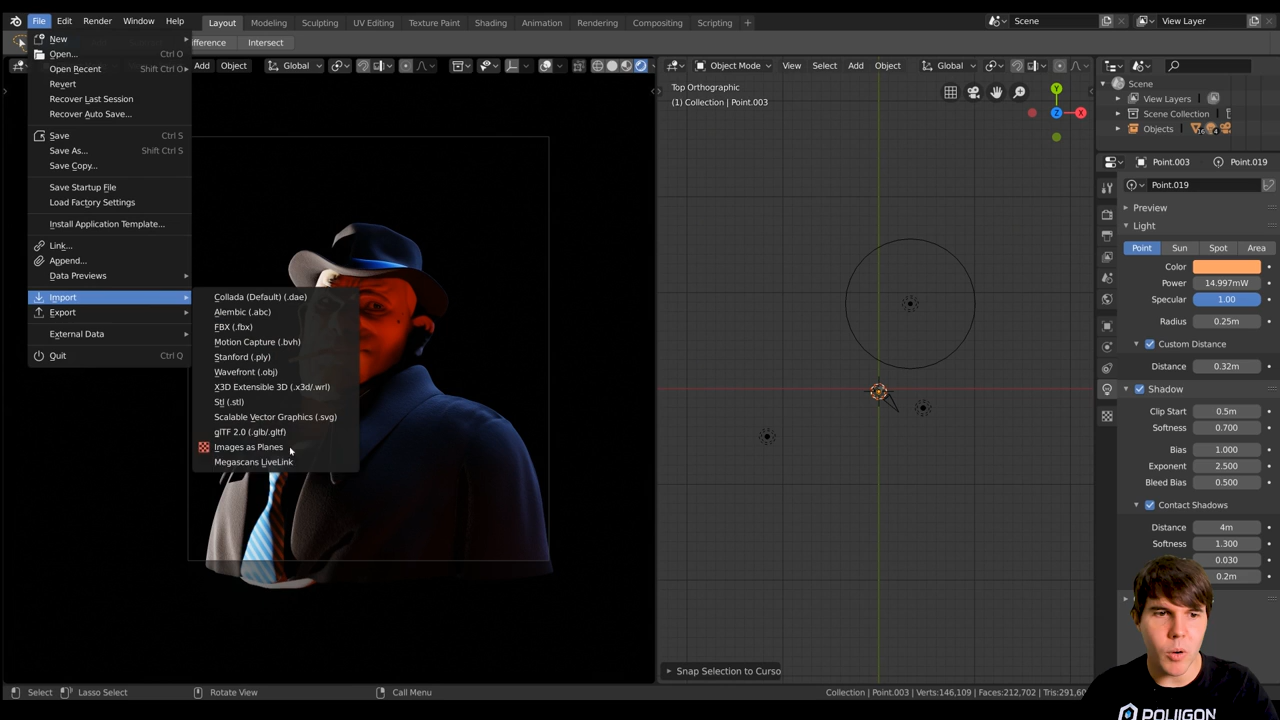 File Edit Render Window Help Layout Modeling Sculpting UV Editing Texture Paint Shading Animation Rendering Compositing Scripting + Scene View Layer
New
Open... Ctrl O
Open Recent Shift Ctrl O
Revert
Recover Last Session
Recover Auto Save...
Save Ctrl S
Save As... Shift Ctrl S
Save Copy...
Save Startup File
Load Factory Settings
Install Application Template...
Link...
Append...
Data Previews
Import
Export
External Data
Quit Ctrl Q
Collada (Default) (.dae)
Alembic (.abc)
FBX (.fbx)
Motion Capture (.bvh)
Stanford (.ply)
Wavefront (.obj)
X3D Extensible 3D (.x3d/.wrl)
Stl (.stl)
Scalable Vector Graphics (.svg)
glTF 2.0 (.glb/.gltf)
Images as Planes
Megascans LiveLink
fference Intersect
Add Object Global
Object Mode View Select Add Object Global
Top Orthographic
(1) Collection | Point.003
Y
Z X
Snap Selection to Curso
Scene
View Layers
Scene Collection
Objects 16 4
Point.003 Point.019
Point.019
Preview
Light
Point Sun Spot Area
Color
Power 14.997mW
Specular 1.00
Radius 0.25m
Custom Distance
Distance 0.32m
Shadow
Clip Start 0.5m
Softness 0.700
Bias 1.000
Exponent 2.500
Bleed Bias 0.500
Contact Shadows
Distance 4m
Softness 1.300
0.030
0.2m
Select Lasso Select Rotate View Call Menu Collection | Point.003 | Verts:146,109 | Faces:212,702 | Tris:291,60
POLIIGON